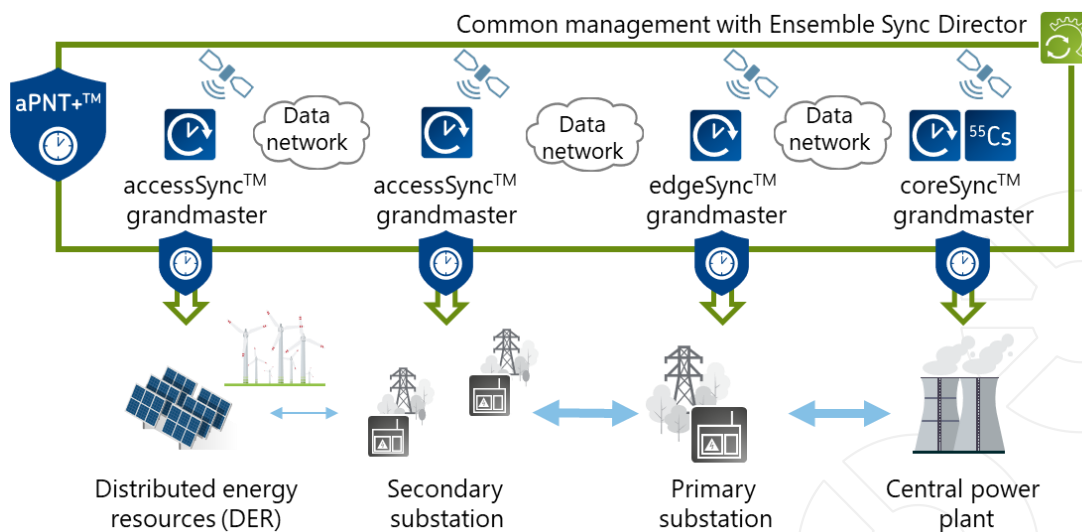 Common management with Ensemble Sync Director
aPNT+™
Data
network
Data
network
Data
network
⁵⁵Cs
accessSync™
grandmaster
accessSync™
grandmaster
edgeSync™
grandmaster
coreSync™
grandmaster
Distributed energy
resources (DER)
Secondary
substation
Primary
substation
Central power
plant